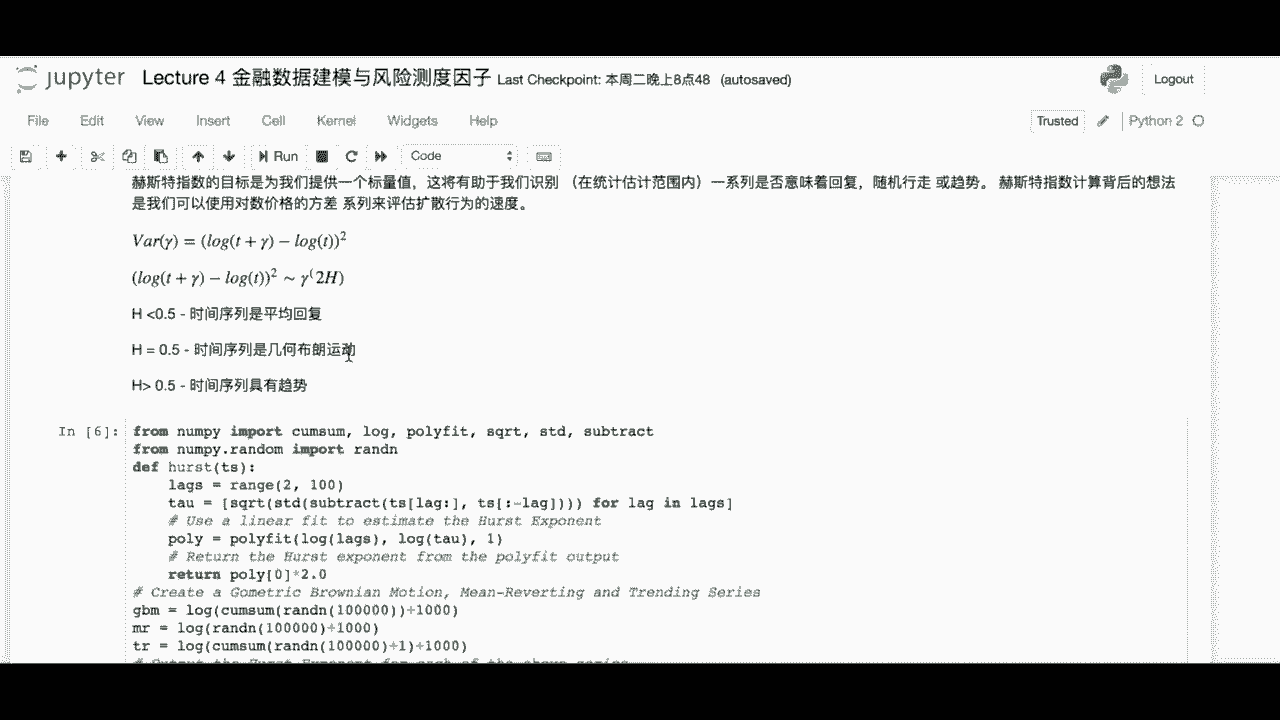 jupyter Lecture 4 金融数据建模与风险测度因子 Last Checkpoint: 本周二晚上8点48 (autosaved) Logout
File Edit View Insert Cell Kernel Widgets Help Trusted Python 2
Run Code
赫斯特指数的目标是为我们提供一个标量值，这将有助于我们识别 （在统计估计范围内）一系列是否意味着回复，随机行走 或趋势。 赫斯特指数计算背后的想法
是我们可以使用对数价格的方差 系列来评估扩散行为的速度。
Var(γ) = (log(t + γ) − log(t))²
(log(t + γ) − log(t))² ∼ γ⁽2H)
H <0.5 - 时间序列是平均回复
H = 0.5 - 时间序列是几何布朗运动
H> 0.5 - 时间序列具有趋势
In [6]: from numpy import cumsum, log, polyfit, sqrt, std, subtract
from numpy.random import randn
def hurst(ts):
lags = range(2, 100)
tau = [sqrt(std(subtract(ts[lag:], ts[:-lag]))) for lag in lags]
# Use a linear fit to estimate the Hurst Exponent
poly = polyfit(log(lags), log(tau), 1)
# Return the Hurst exponent from the polyfit output
return poly[0]*2.0
# Create a Gometric Brownian Motion, Mean-Reverting and Trending Series
gbm = log(cumsum(randn(100000))+1000)
mr = log(randn(100000)+1000)
tr = log(cumsum(randn(100000)+1)+1000)
# Output the Hurst Exponent for each of the above series